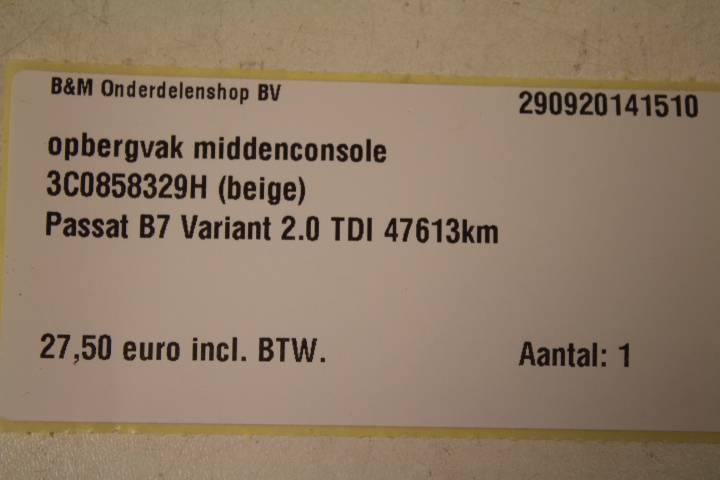 B&M Onderdelenshop BV
290920141510
opbergvak middenconsole
3C0858329H (beige)
Passat B7 Variant 2.0 TDI 47613km
27,50 euro incl. BTW.
Aantal: 1